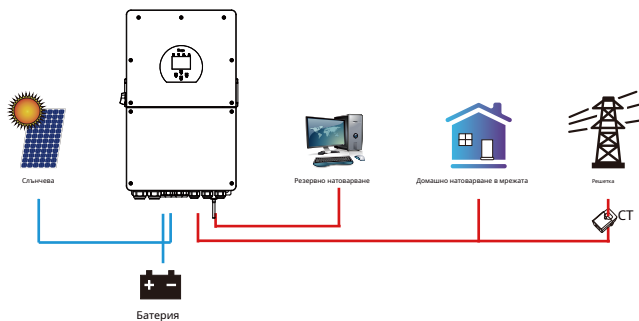 Слънчева
Резервно натоварване
Домашно натоварване в мрежата
Решетка
CT
Батерия